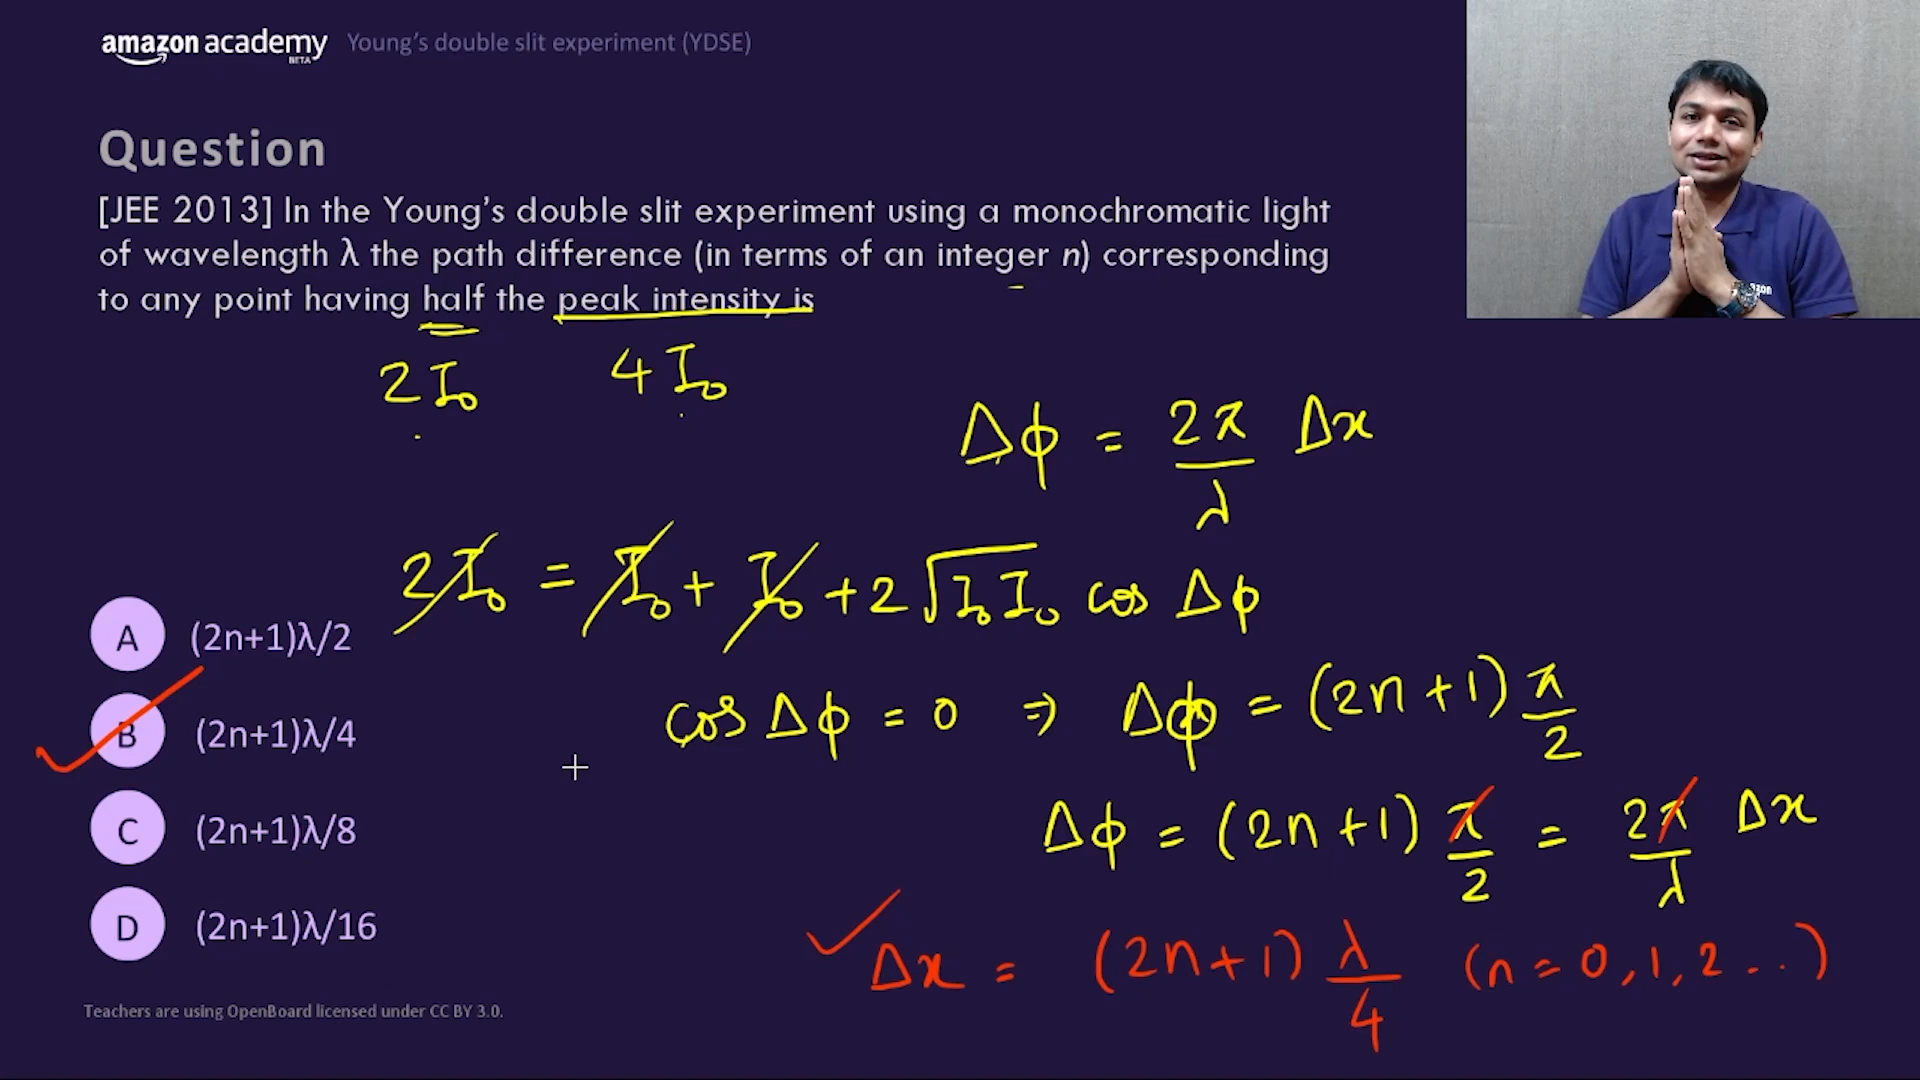 amazon academy Young's double slit experiment (YDSE)
BETA
Question
[JEE 2013] In the Young's double slit experiment using a monochromatic light
of wavelength λ the path difference (in terms of an integer n) corresponding
to any point having half the peak intensity is
2I₀ 4I₀
Δϕ = 2π/λ Δx
2I₀ = I₀ + I₀ + 2√I₀I₀ cos Δϕ
cos Δϕ = 0 ⇒ Δϕ = (2n+1) π/2
Δϕ = (2n+1) π/2 = 2π/λ Δx
Δx = (2n+1) λ/4 (n = 0, 1, 2 ..)
A (2n+1)λ/2
B (2n+1)λ/4
C (2n+1)λ/8
D (2n+1)λ/16
Teachers are using OpenBoard licensed under CC BY 3.0.